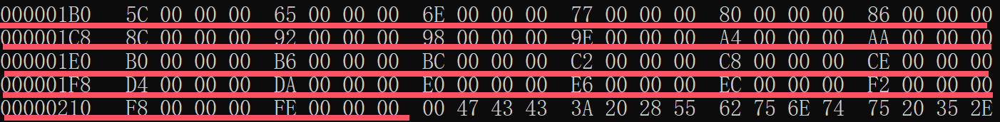 000001B0 5C 00 00 00 65 00 00 00 6E 00 00 00 77 00 00 00 80 00 00 00 86 00 00 00
000001C8 8C 00 00 00 92 00 00 00 98 00 00 00 9E 00 00 00 A4 00 00 00 AA 00 00 00
000001E0 B0 00 00 00 B6 00 00 00 BC 00 00 00 C2 00 00 00 C8 00 00 00 CE 00 00 00
000001F8 D4 00 00 00 DA 00 00 00 E0 00 00 00 E6 00 00 00 EC 00 00 00 F2 00 00 00
00000210 F8 00 00 00 FE 00 00 00 00 47 43 43 3A 20 28 55 62 75 6E 74 75 20 35 2E